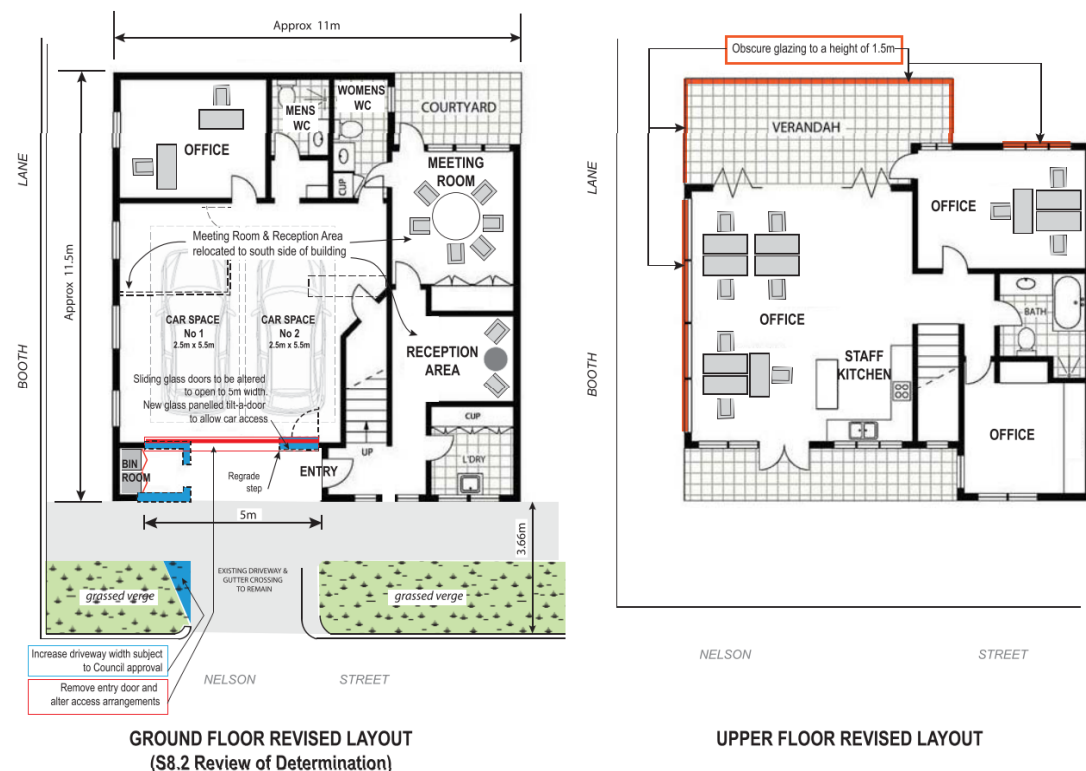 Approx 11m
Approx 11.5m
LANE
BOOTH
OFFICE
MENS
WC
WOMENS
WC
COURTYARD
CUP
MEETING
ROOM
Meeting Room & Reception Area
relocated to south side of building
CAR SPACE
No 1
2.5m x 5.5m
CAR SPACE
No 2
2.5m x 5.5m
RECEPTION
AREA
Sliding glass doors to be altered
to open to 5m width.
New glass panelled tilt-a-door
to allow car access
CUP
L'DRY
UP
BIN
ROOM
Regrade
step
ENTRY
5m
3.66m
EXISTING DRIVEWAY &
GUTTER CROSSING
TO REMAIN
grassed verge
grassed verge
Increase driveway width subject
to Council approval
Remove entry door and
alter access arrangements
NELSON
STREET
GROUND FLOOR REVISED LAYOUT
(S8.2 Review of Determination)
Obscure glazing to a height of 1.5m
LANE
BOOTH
VERANDAH
OFFICE
OFFICE
BATH
STAFF
KITCHEN
OFFICE
NELSON
STREET
UPPER FLOOR REVISED LAYOUT